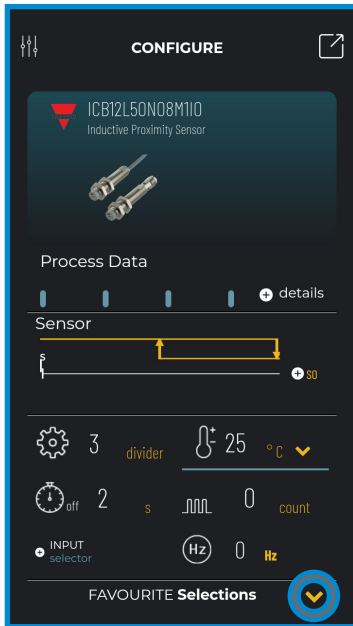 CONFIGURE
ICB12L50N08M1IO
Inductive Proximity Sensor
Process Data
details
Sensor
s
so
3 divider
25 °C
off 2 s
0 count
INPUT
selector
Hz 0 Hz
FAVOURITE Selections